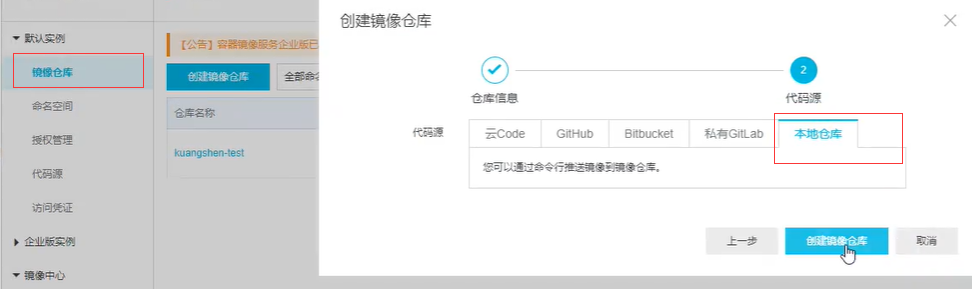 默认实例
镜像仓库
命名空间
授权管理
代码源
访问凭证
企业版实例
镜像中心
【公告】容器镜像服务企业版已
创建镜像仓库
全部命名
仓库名称
kuangshen-test
创建镜像仓库
2
仓库信息
代码源
代码源
云Code
GitHub
Bitbucket
私有GitLab
本地仓库
您可以通过命令行推送镜像到镜像仓库。
上一步
创建镜像仓库
取消